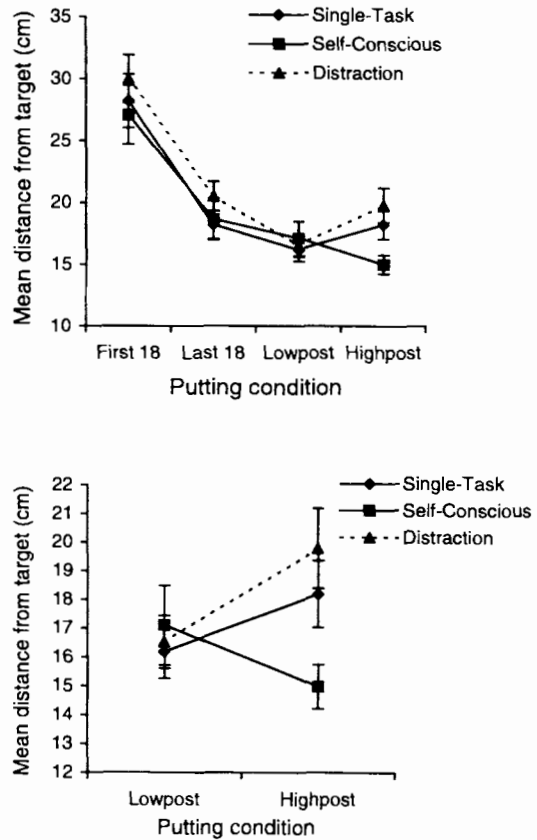 35
30
25
20
15
10
Mean distance from target (cm)
Single-Task
Self-Conscious
Distraction
First 18 Last 18 Lowpost Highpost
Putting condition
22
21
20
19
18
17
16
15
14
13
12
Mean distance from target (cm)
Single-Task
Self-Conscious
Distraction
Lowpost Highpost
Putting condition